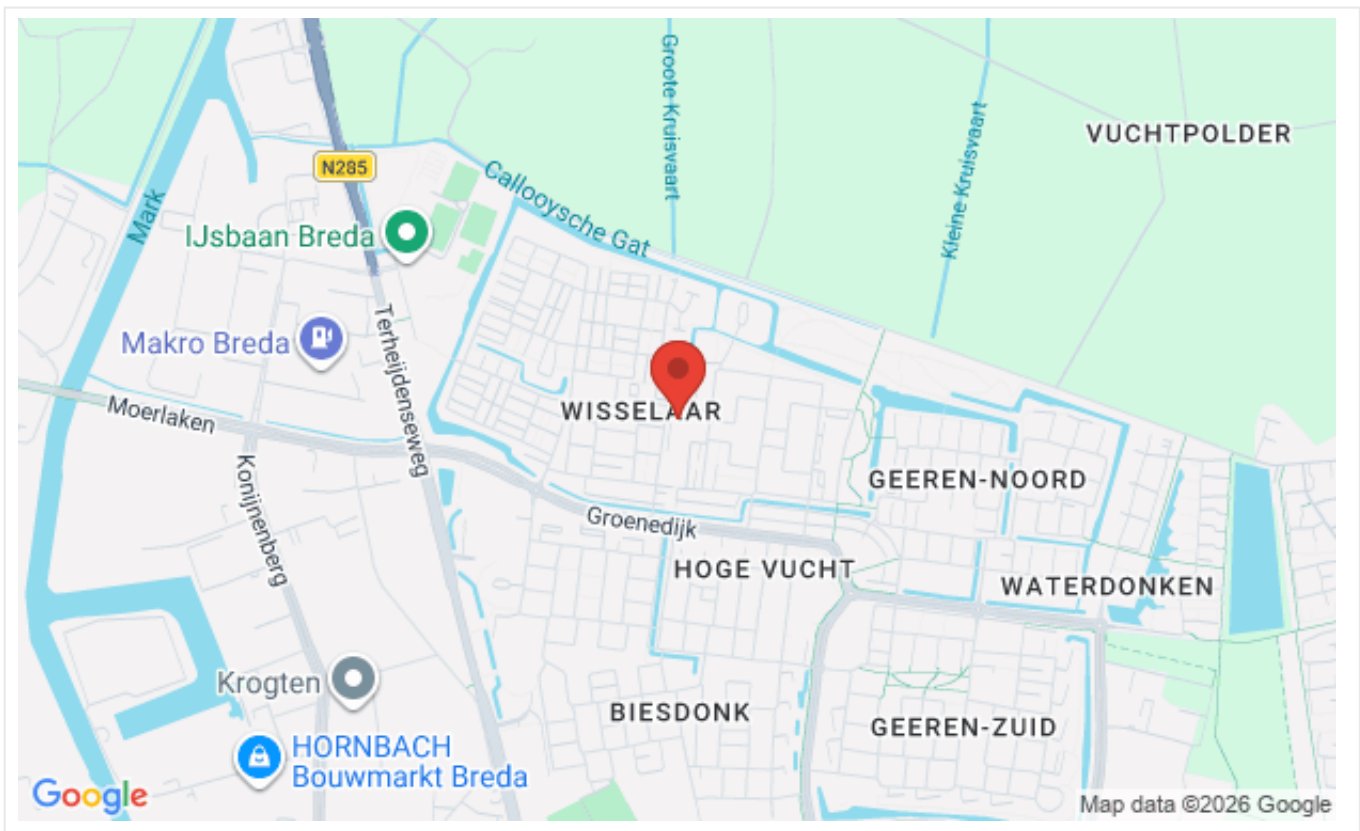 Groote Kruisvaart
Kleine Kruisvaart
VUCHTPOLDER
N285
Callooysche Gat
Mark
IJsbaan Breda
Makro Breda
Terheijdenseweg
Moerlaken
WISSELAAR
Konijnenberg
GEEREN-NOORD
Groenedijk
HOGE VUCHT
WATERDONKEN
Krogten
BIESDONK
GEEREN-ZUID
HORNBACH
Bouwmarkt Breda
Google
Map data ©2026 Google